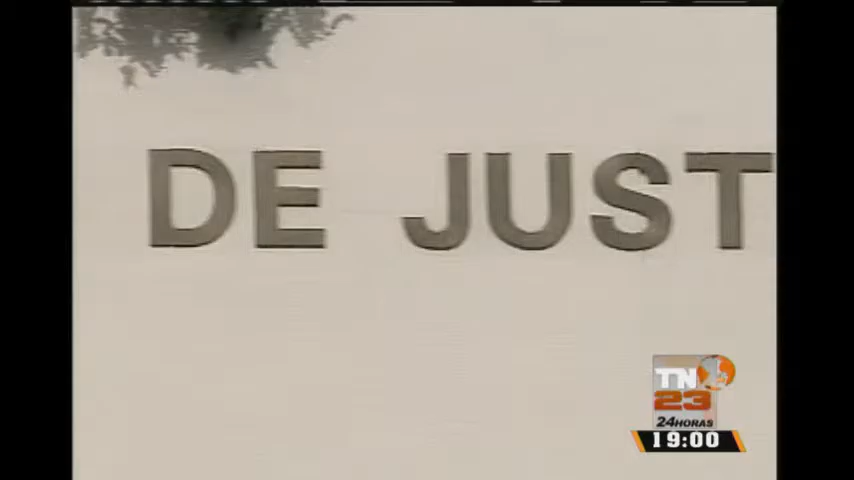 DE JUST
TN
23
24HORAS
19:00